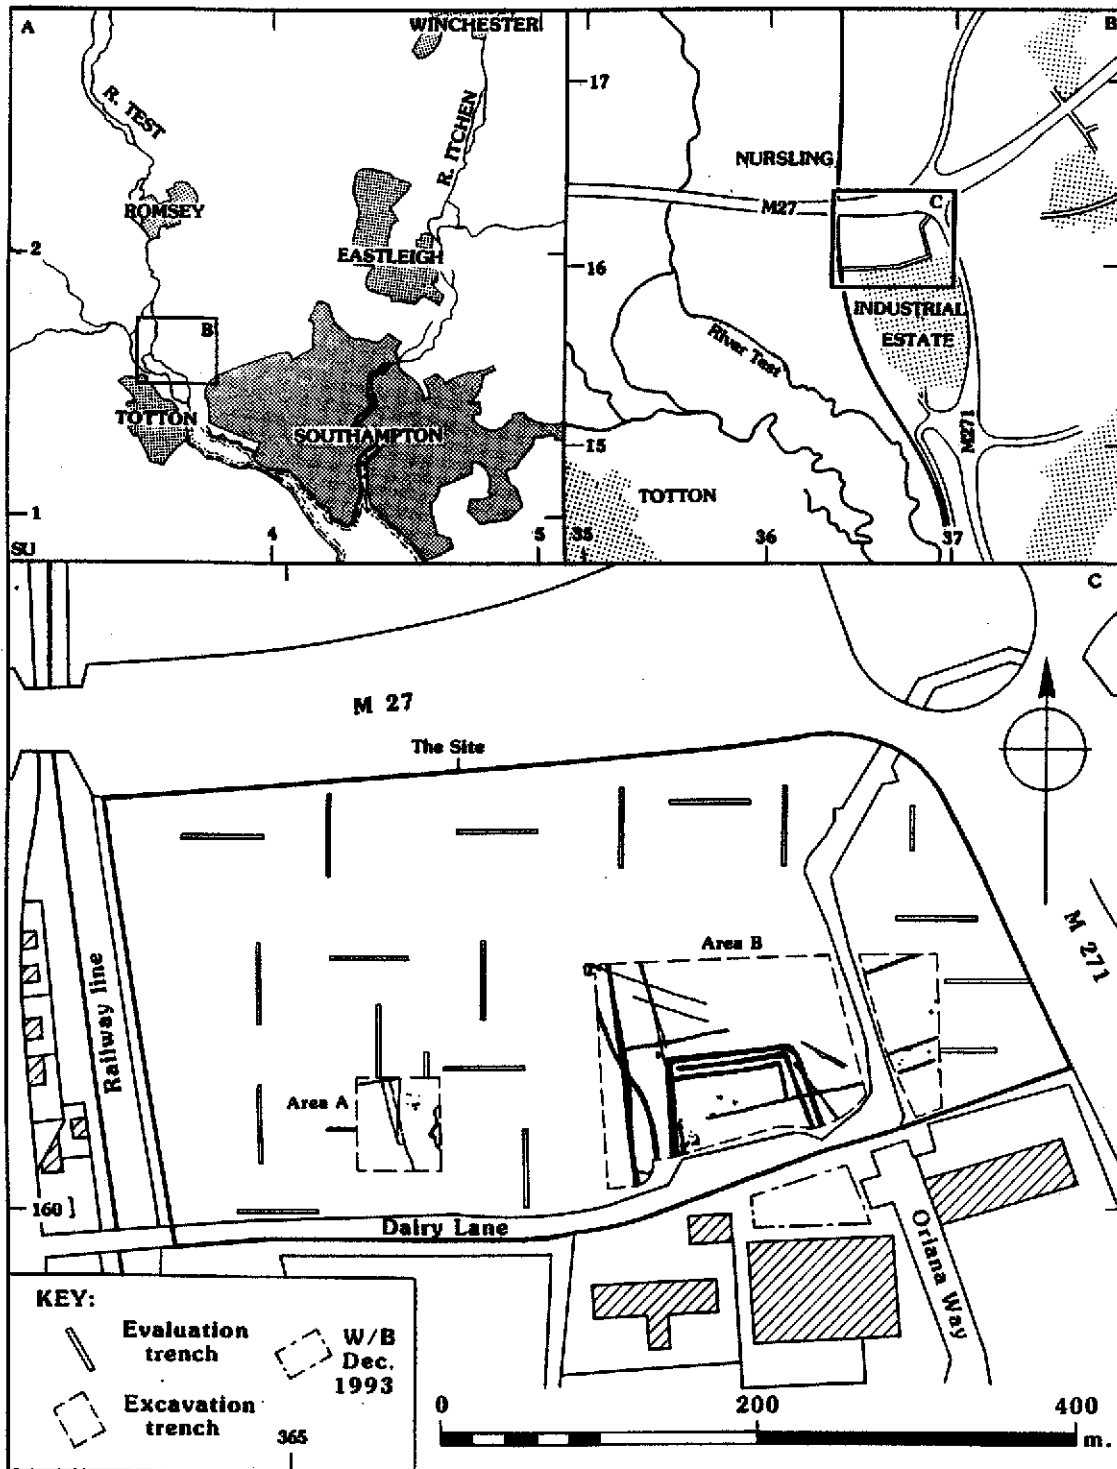 A
WINCHESTER
R. TEST
R. ITCHEN
ROMSEY
2
EASTLEIGH
B
TOTTON
SOUTHAMPTON
1
SU
4
5
B
17
NURSLING
M27
C
16
INDUSTRIAL
ESTATE
River Test
M271
15
TOTTON
35
36
37
C
M 27
The Site
M 271
Area B
Railway line
Area A
160
Dairy Lane
Oriana Way
KEY:
Evaluation
trench
W/B
Dec.
1993
Excavation
trench
365
0
200
400
m.